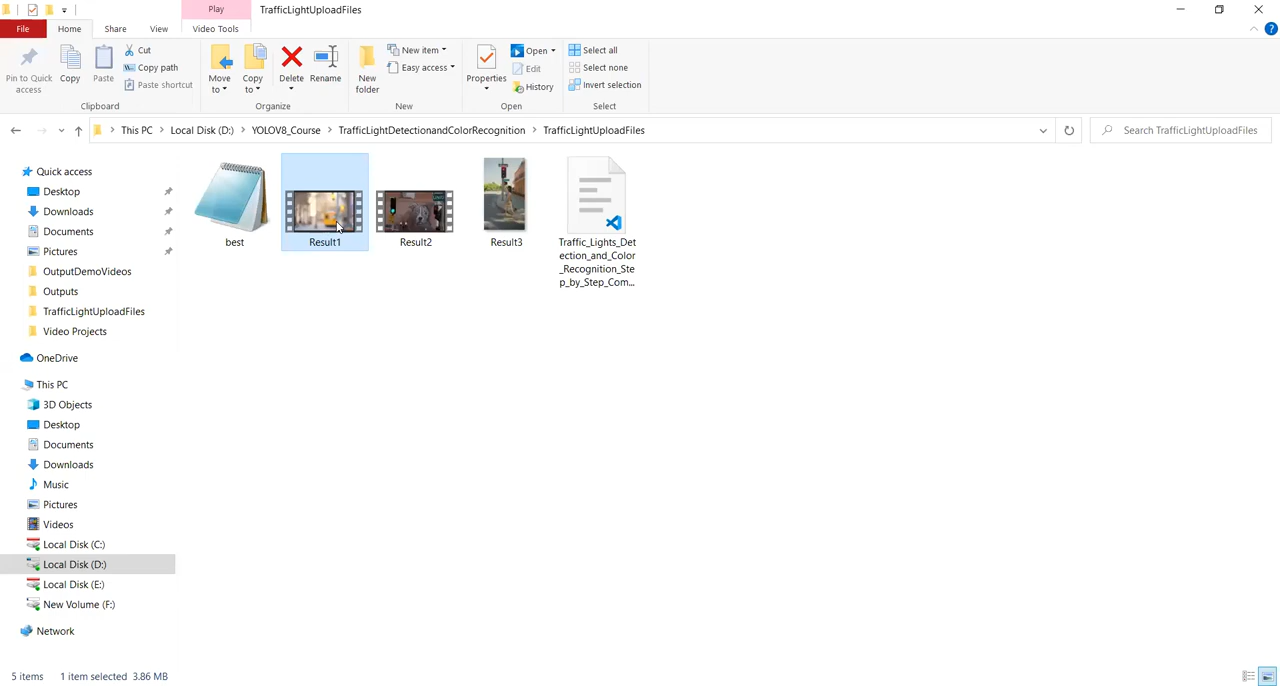 Play
TrafficLightUploadFiles
File
Home
Share
View
Video Tools
Pin to Quick
access
Copy
Paste
Cut
Copy path
Paste shortcut
Clipboard
Move
to
Copy
to
Delete
Rename
Organize
New
folder
New item
Easy access
New
Properties
Open
Edit
History
Open
Select all
Select none
Invert selection
Select
This PC
Local Disk (D:)
YOLOV8_Course
TrafficLightDetectionandColorRecognition
TrafficLightUploadFiles
Search TrafficLightUploadFiles
Quick access
Desktop
Downloads
Documents
Pictures
OutputDemoVideos
Outputs
TrafficLightUploadFiles
Video Projects
OneDrive
This PC
3D Objects
Desktop
Documents
Downloads
Music
Pictures
Videos
Local Disk (C:)
Local Disk (D:)
Local Disk (E:)
New Volume (F:)
Network
best
Result1
Result2
Result3
Traffic_Lights_Det
ection_and_Color
_Recognition_Ste
p_by_Step_Com...
5 items
1 item selected 3.86 MB